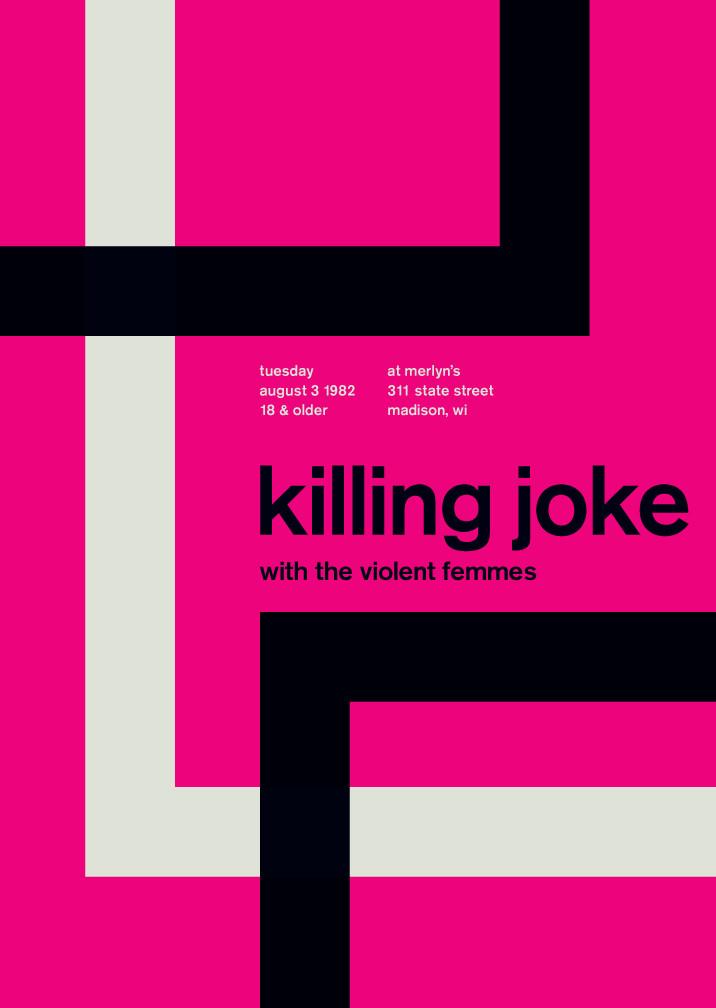 tuesday
august 3 1982
18 & older
at merlyn's
311 state street
madison, wi
killing joke
with the violent femmes